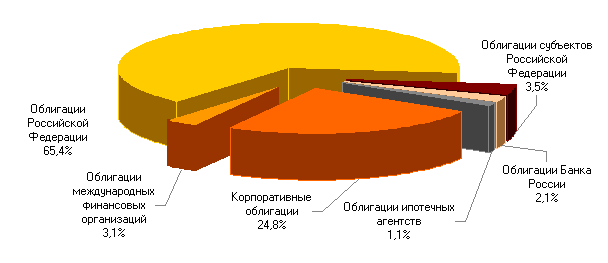 Облигации субъектов
Российской
Федерации
3,5%
Облигации
Российской
Федерации
65,4%
Облигации Банка
России
2,1%
Облигации
международных
финансовых
организаций
3,1%
Корпоративные
облигации
24,8%
Облигации ипотечных
агентств
1,1%